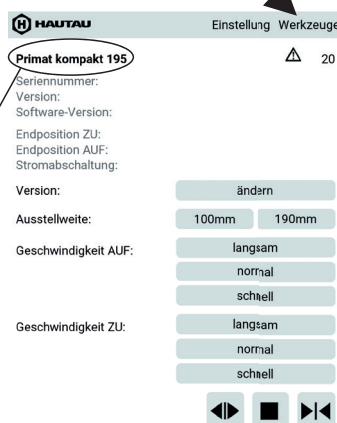 HAUTAU Einstellung Werkzeuge
Primat kompakt 195 20
Seriennummer:
Version:
Software-Version:
Endposition ZU:
Endposition AUF:
Stromabschaltung:
Version: ändern
Ausstellweite: 100mm 190mm
Geschwindigkeit AUF: langsam
normal
schnell
Geschwindigkeit ZU: langsam
normal
schnell